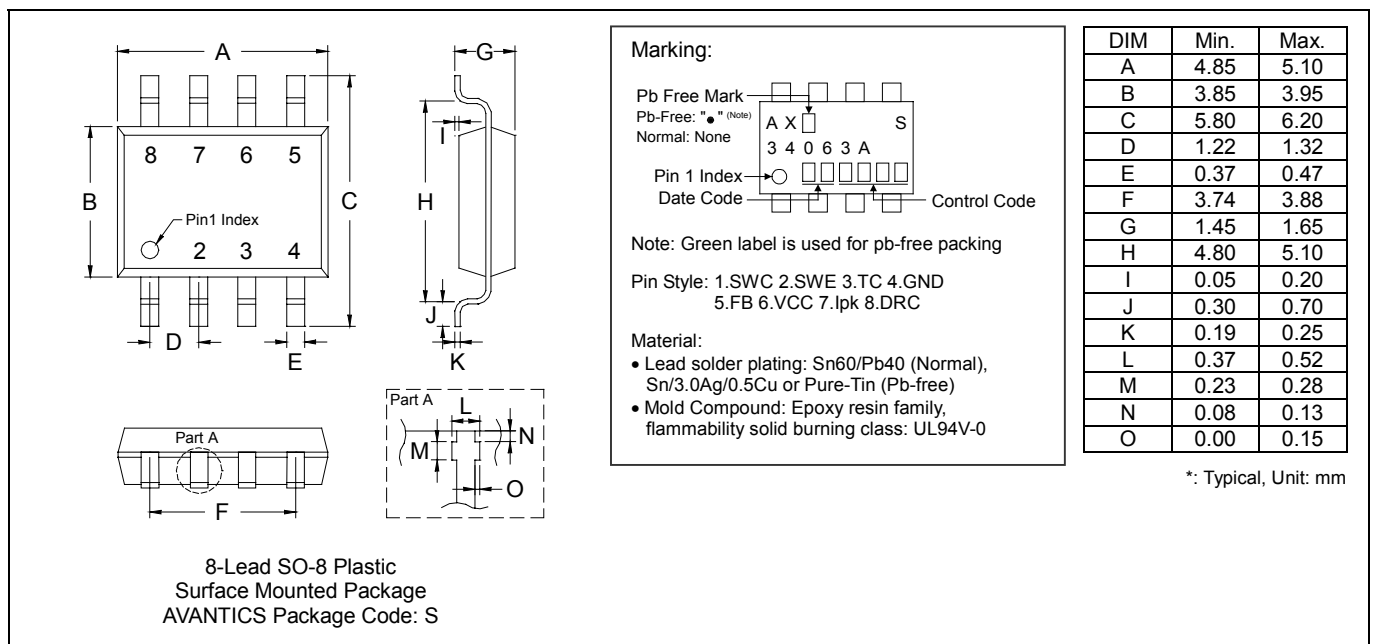 A
8 7 6 5
B
C
Pin1 Index
2 3 4
D
E
G
I
H
J
K
Part A
F
Part A
L
M
N
O
8-Lead SO-8 Plastic
Surface Mounted Package
AVANTICS Package Code: S
Marking:
Pb Free Mark
Pb-Free: "●" (Note)
Normal: None
A X S
3 4 0 6 3 A
Pin 1 Index
Date Code
Control Code
Note: Green label is used for pb-free packing
Pin Style: 1.SWC 2.SWE 3.TC 4.GND
5.FB 6.VCC 7.Ipk 8.DRC
Material:
• Lead solder plating: Sn60/Pb40 (Normal),
Sn/3.0Ag/0.5Cu or Pure-Tin (Pb-free)
• Mold Compound: Epoxy resin family,
flammability solid burning class: UL94V-0
DIM Min. Max.
A 4.85 5.10
B 3.85 3.95
C 5.80 6.20
D 1.22 1.32
E 0.37 0.47
F 3.74 3.88
G 1.45 1.65
H 4.80 5.10
I 0.05 0.20
J 0.30 0.70
K 0.19 0.25
L 0.37 0.52
M 0.23 0.28
N 0.08 0.13
O 0.00 0.15
*: Typical, Unit: mm